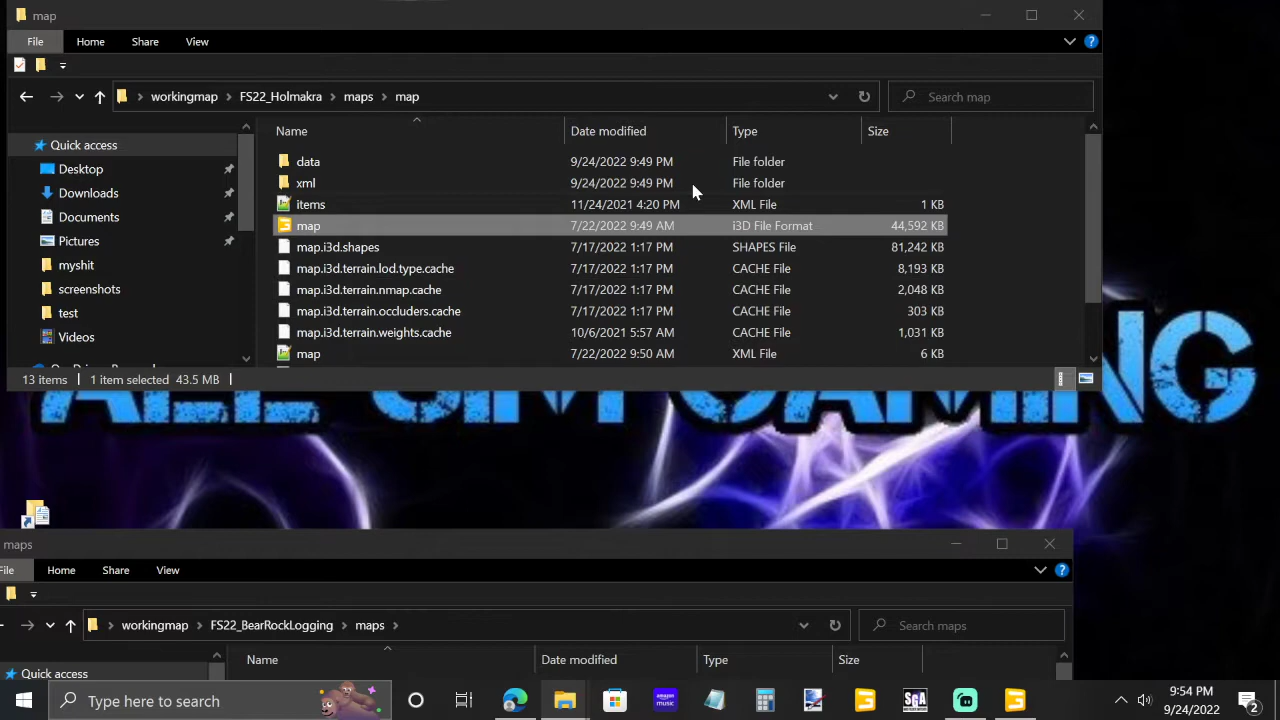 map
File Home Share View
workingmap FS22_Holmakra maps map Search map
Name Date modified Type Size
Quick access
Desktop
Downloads
Documents
Pictures
myshit
screenshots
test
Videos
data 9/24/2022 9:49 PM File folder
xml 9/24/2022 9:49 PM File folder
items 11/24/2021 4:20 PM XML File 1 KB
map 7/22/2022 9:49 AM i3D File Format 44,592 KB
map.i3d.shapes 7/17/2022 1:17 PM SHAPES File 81,242 KB
map.i3d.terrain.lod.type.cache 7/17/2022 1:17 PM CACHE File 8,193 KB
map.i3d.terrain.nmap.cache 7/17/2022 1:17 PM CACHE File 2,048 KB
map.i3d.terrain.occluders.cache 7/17/2022 1:17 PM CACHE File 303 KB
map.i3d.terrain.weights.cache 10/6/2021 5:57 AM CACHE File 1,031 KB
map 7/22/2022 9:50 AM XML File 6 KB
13 items 1 item selected 43.5 MB
maps
File Home Share View
workingmap FS22_BearRockLogging maps Search maps
Quick access
Name Date modified Type Size
Type here to search
amazon music
SGA
9:54 PM
9/24/2022
2